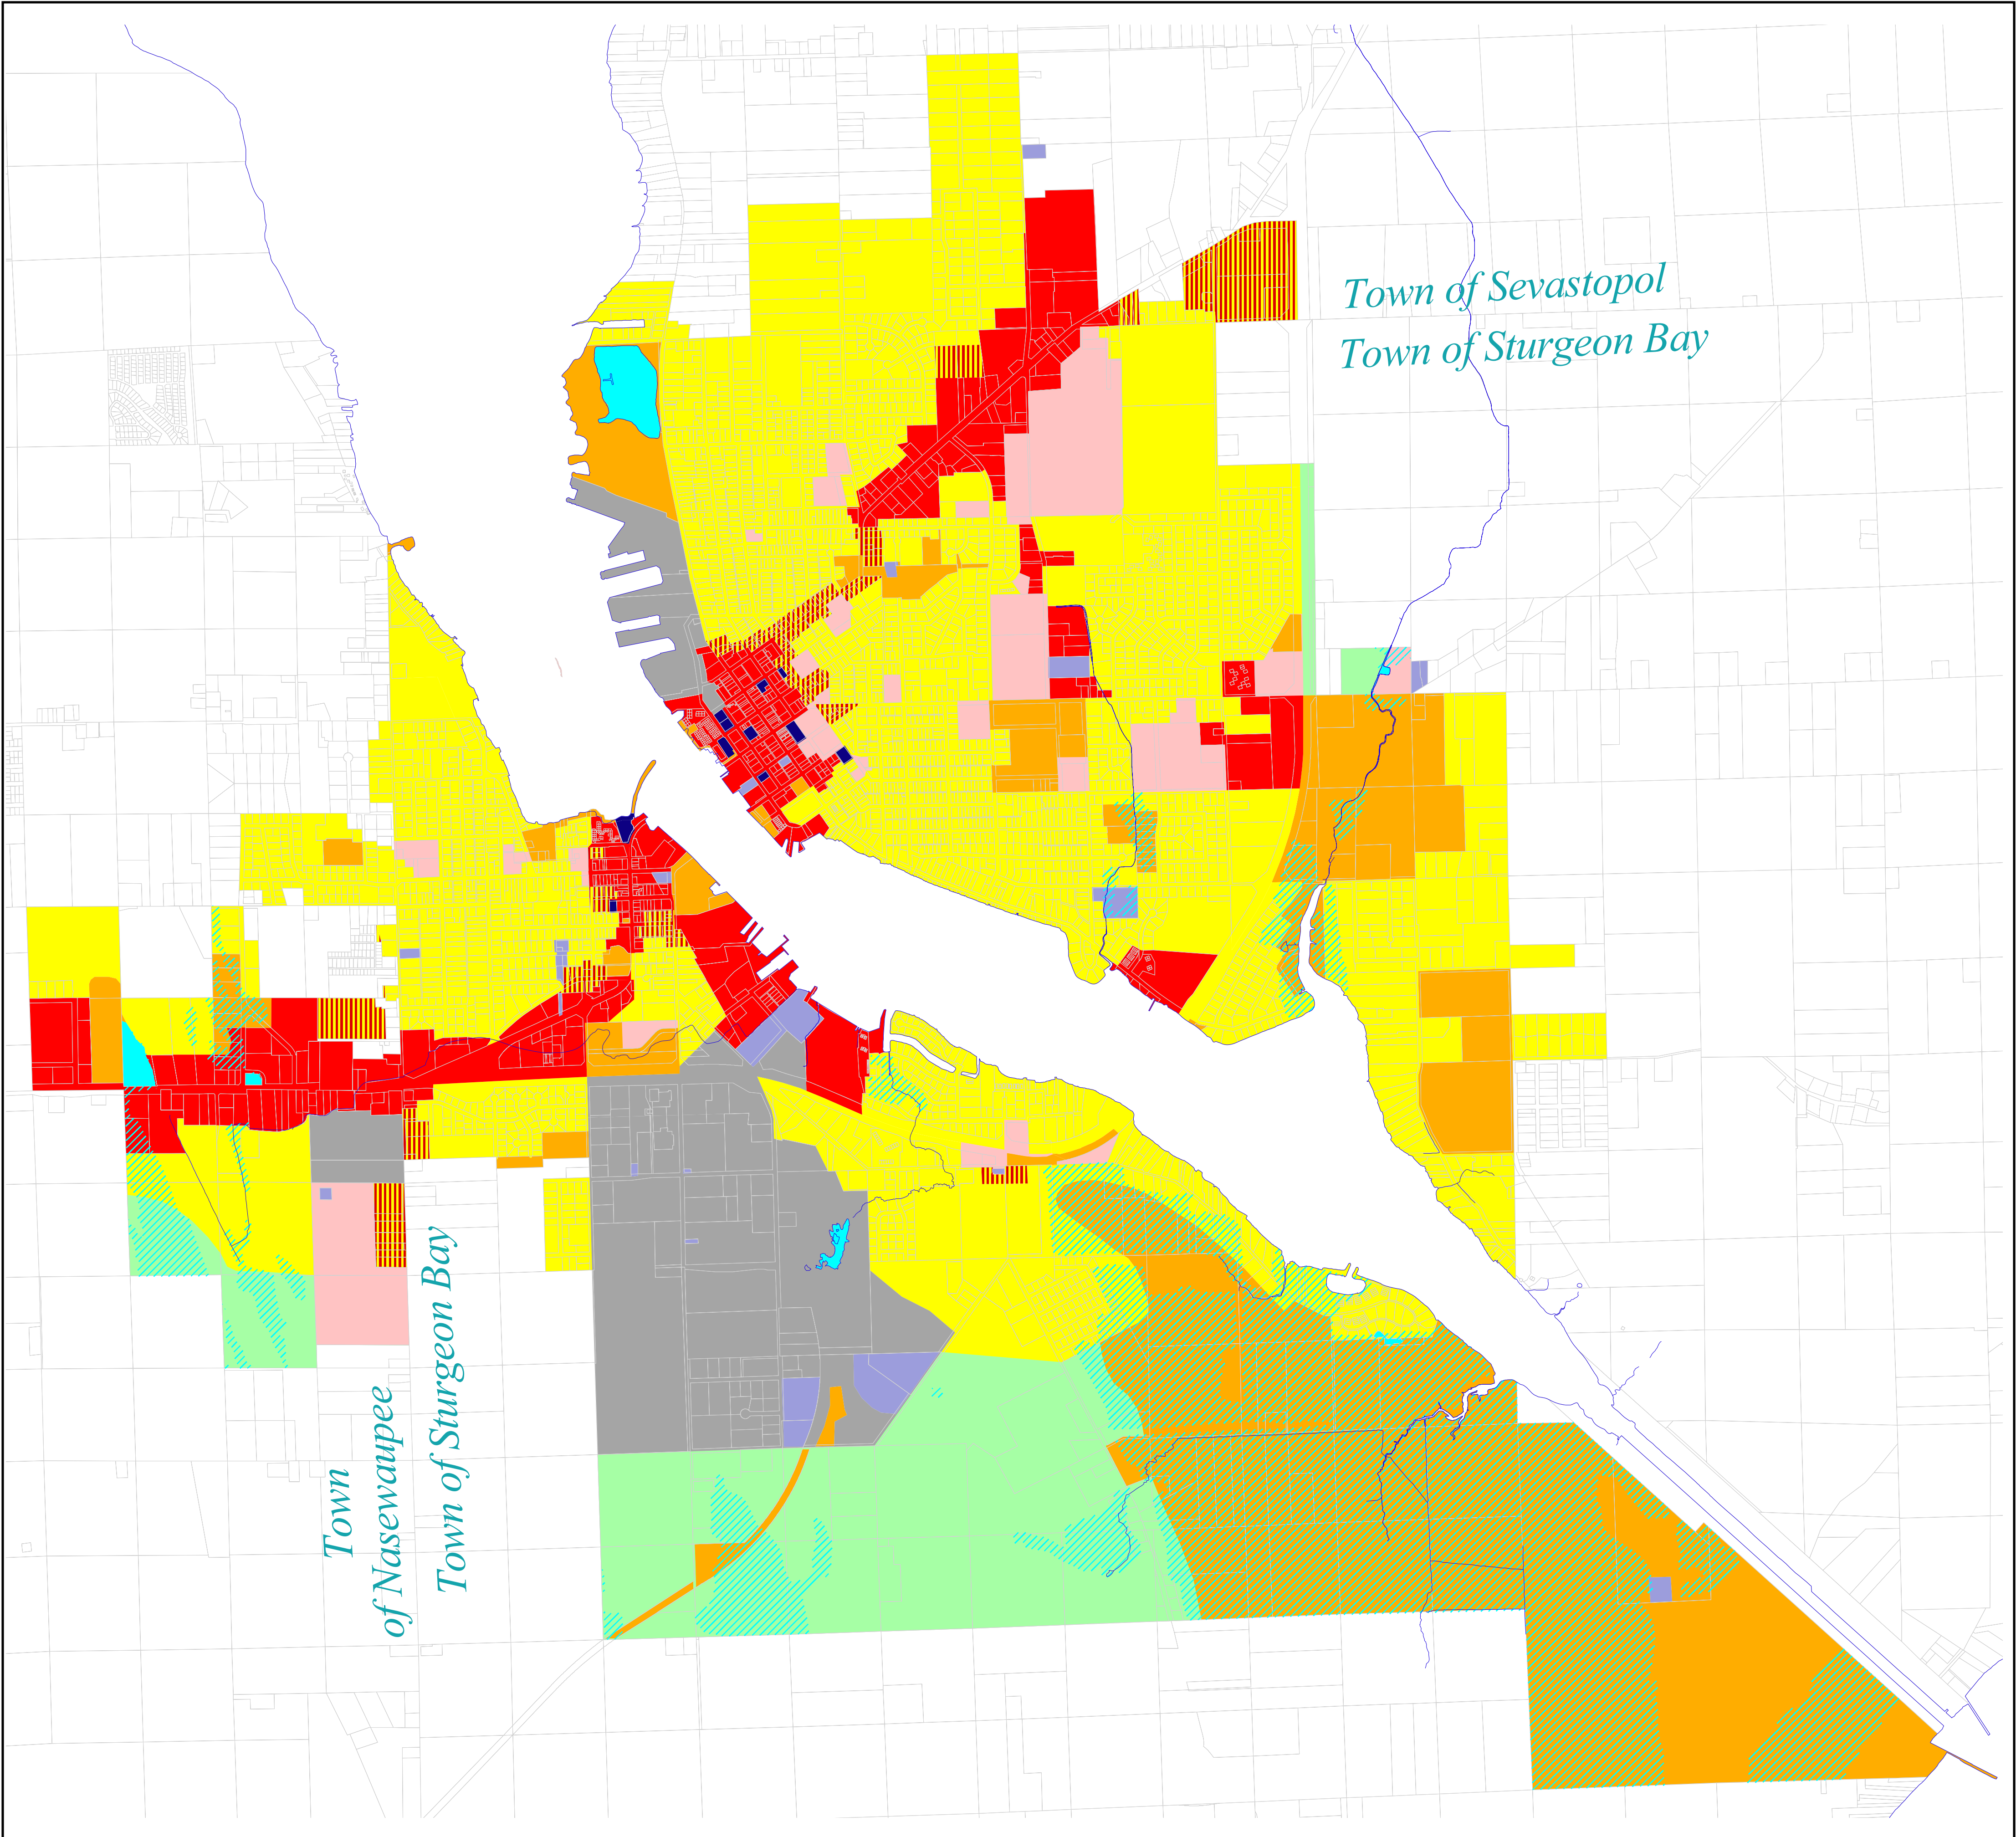 Town of Sevastopol
Town of Sturgeon Bay
Town
of Nasewaupee
Town of Sturgeon Bay